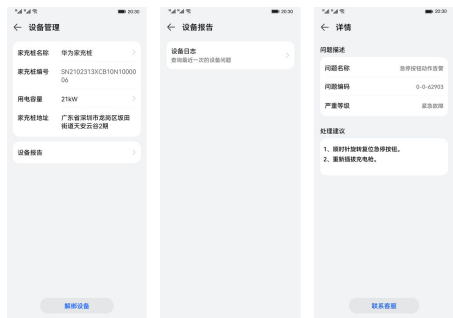 20:30
设备管理
家充桩名称 华为家充桩
家充桩编号 SN2102313XCB10N10000
06
用电容量 21kW
家充桩地址 广东省深圳市龙岗区坂田
街道天安云谷2期
设备报告
解绑设备
20:30
设备报告
设备日志
查询最近一次的设备问题
20:30
详情
问题描述
问题名称 急停按钮动作告警
问题编码 0-0-62903
严重等级 紧急故障
处理建议
1、顺时针旋转复位急停按钮。
2、重新插拔充电枪。
联系客服